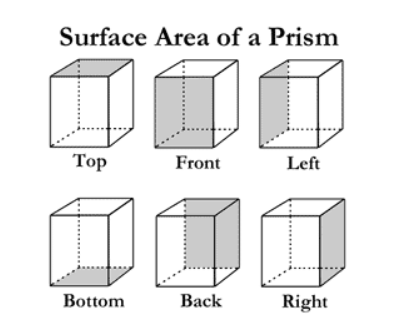 Surface Area of a Prism
Top
Front
Left
Bottom
Back
Right